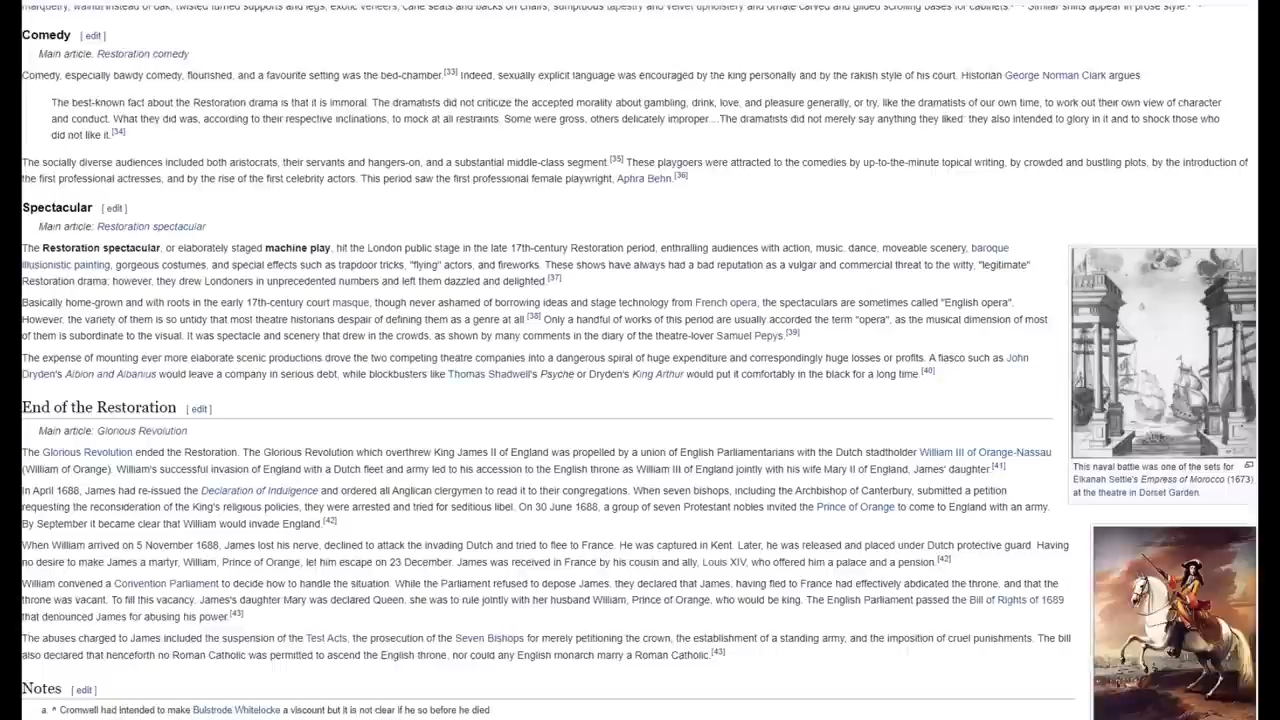 marquetry, walnut instead of oak, twisted turned supports and legs, exotic veneers, cane seats and backs on chairs, sumptuous tapestry and velvet upholstery and ornate carved and gilded scrolling bases for cabinets. Similar shifts appear in prose style.
Comedy [ edit ]
Main article: Restoration comedy
Comedy, especially bawdy comedy, flourished, and a favourite setting was the bed-chamber.[33] Indeed, sexually explicit language was encouraged by the king personally and by the rakish style of his court. Historian George Norman Clark argues
The best-known fact about the Restoration drama is that it is immoral. The dramatists did not criticize the accepted morality about gambling, drink, love, and pleasure generally, or try, like the dramatists of our own time, to work out their own view of character
and conduct. What they did was, according to their respective inclinations, to mock at all restraints. Some were gross, others delicately improper....The dramatists did not merely say anything they liked: they also intended to glory in it and to shock those who
did not like it.[34]
The socially diverse audiences included both aristocrats, their servants and hangers-on, and a substantial middle-class segment.[35] These playgoers were attracted to the comedies by up-to-the-minute topical writing, by crowded and bustling plots, by the introduction of
the first professional actresses, and by the rise of the first celebrity actors. This period saw the first professional female playwright, Aphra Behn.[36]
Spectacular [ edit ]
Main article: Restoration spectacular
The Restoration spectacular, or elaborately staged machine play, hit the London public stage in the late 17th-century Restoration period, enthralling audiences with action, music, dance, moveable scenery, baroque
illusionistic painting, gorgeous costumes, and special effects such as trapdoor tricks, "flying" actors, and fireworks. These shows have always had a bad reputation as a vulgar and commercial threat to the witty, "legitimate"
Restoration drama; however, they drew Londoners in unprecedented numbers and left them dazzled and delighted.[37]
Basically home-grown and with roots in the early 17th-century court masque, though never ashamed of borrowing ideas and stage technology from French opera, the spectaculars are sometimes called "English opera".
However, the variety of them is so untidy that most theatre historians despair of defining them as a genre at all.[38] Only a handful of works of this period are usually accorded the term "opera", as the musical dimension of most
of them is subordinate to the visual. It was spectacle and scenery that drew in the crowds, as shown by many comments in the diary of the theatre-lover Samuel Pepys.[39]
The expense of mounting ever more elaborate scenic productions drove the two competing theatre companies into a dangerous spiral of huge expenditure and correspondingly huge losses or profits. A fiasco such as John
Dryden's Albion and Albanius would leave a company in serious debt, while blockbusters like Thomas Shadwell's Psyche or Dryden's King Arthur would put it comfortably in the black for a long time.[40]
This naval battle was one of the sets for
Elkanah Settle's Empress of Morocco (1673)
at the theatre in Dorset Garden.
End of the Restoration [ edit ]
Main article: Glorious Revolution
The Glorious Revolution ended the Restoration. The Glorious Revolution which overthrew King James II of England was propelled by a union of English Parliamentarians with the Dutch stadtholder William III of Orange-Nassau
(William of Orange). William's successful invasion of England with a Dutch fleet and army led to his accession to the English throne as William III of England jointly with his wife Mary II of England, James' daughter.[41]
In April 1688, James had re-issued the Declaration of Indulgence and ordered all Anglican clergymen to read it to their congregations. When seven bishops, including the Archbishop of Canterbury, submitted a petition
requesting the reconsideration of the King's religious policies, they were arrested and tried for seditious libel. On 30 June 1688, a group of seven Protestant nobles invited the Prince of Orange to come to England with an army.
By September it became clear that William would invade England.[42]
When William arrived on 5 November 1688, James lost his nerve, declined to attack the invading Dutch and tried to flee to France. He was captured in Kent. Later, he was released and placed under Dutch protective guard. Having
no desire to make James a martyr, William, Prince of Orange, let him escape on 23 December. James was received in France by his cousin and ally, Louis XIV, who offered him a palace and a pension.[42]
William convened a Convention Parliament to decide how to handle the situation. While the Parliament refused to depose James, they declared that James, having fled to France had effectively abdicated the throne, and that the
throne was vacant. To fill this vacancy, James's daughter Mary was declared Queen, she was to rule jointly with her husband William, Prince of Orange, who would be king. The English Parliament passed the Bill of Rights of 1689
that denounced James for abusing his power.[43]
The abuses charged to James included the suspension of the Test Acts, the prosecution of the Seven Bishops for merely petitioning the crown, the establishment of a standing army, and the imposition of cruel punishments. The bill
also declared that henceforth no Roman Catholic was permitted to ascend the English throne, nor could any English monarch marry a Roman Catholic.[43]
Notes [ edit ]
a. ^ Cromwell had intended to make Bulstrode Whitelocke a viscount but it is not clear if he so before he died